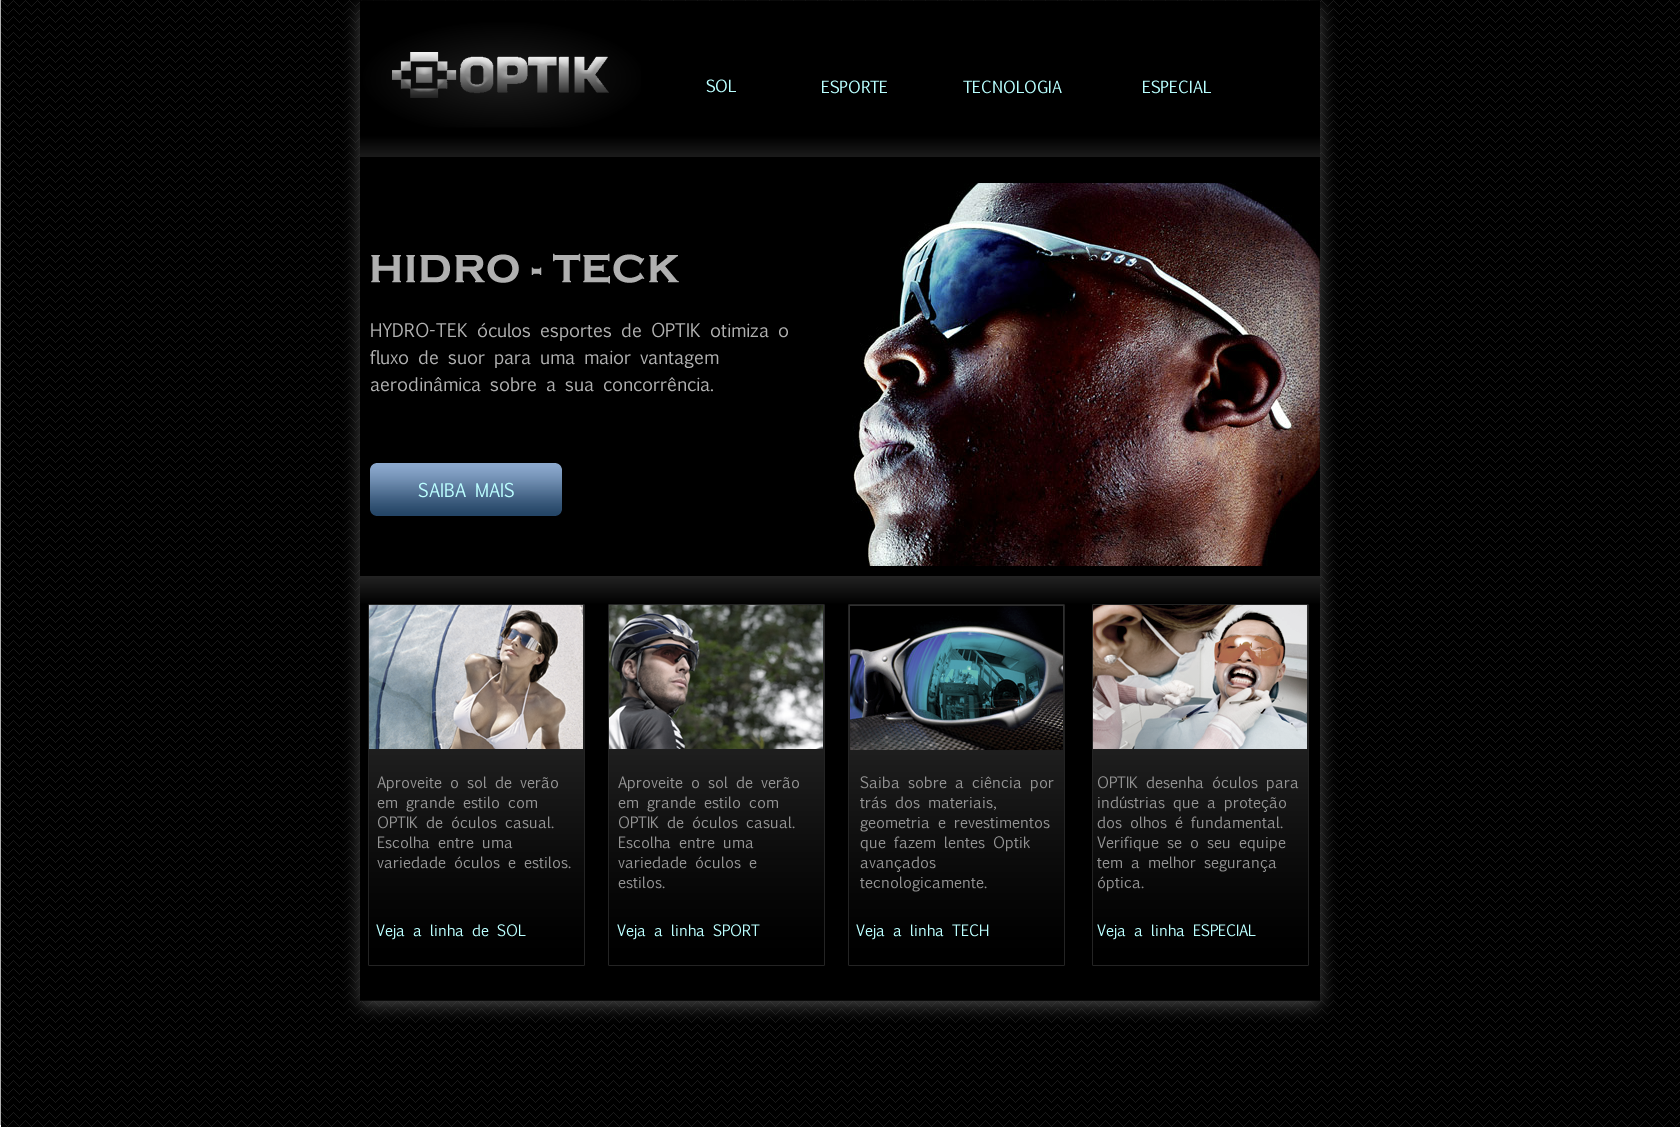 OPTIK
SOL
ESPORTE
TECNOLOGIA
ESPECIAL
HIDRO - TECK
HYDRO-TEK óculos esportes de OPTIK otimiza o
fluxo de suor para uma maior vantagem
aerodinâmica sobre a sua concorrência.
SAIBA MAIS
Aproveite o sol de verão
em grande estilo com
OPTIK de óculos casual.
Escolha entre uma
variedade óculos e estilos.
Veja a linha de SOL
Aproveite o sol de verão
em grande estilo com
OPTIK de óculos casual.
Escolha entre uma
variedade óculos e
estilos.
Veja a linha SPORT
Saiba sobre a ciência por
trás dos materiais,
geometria e revestimentos
que fazem lentes Optik
avançados
tecnologicamente.
Veja a linha TECH
OPTIK desenha óculos para
indústrias que a proteção
dos olhos é fundamental.
Verifique se o seu equipe
tem a melhor segurança
óptica.
Veja a linha ESPECIAL